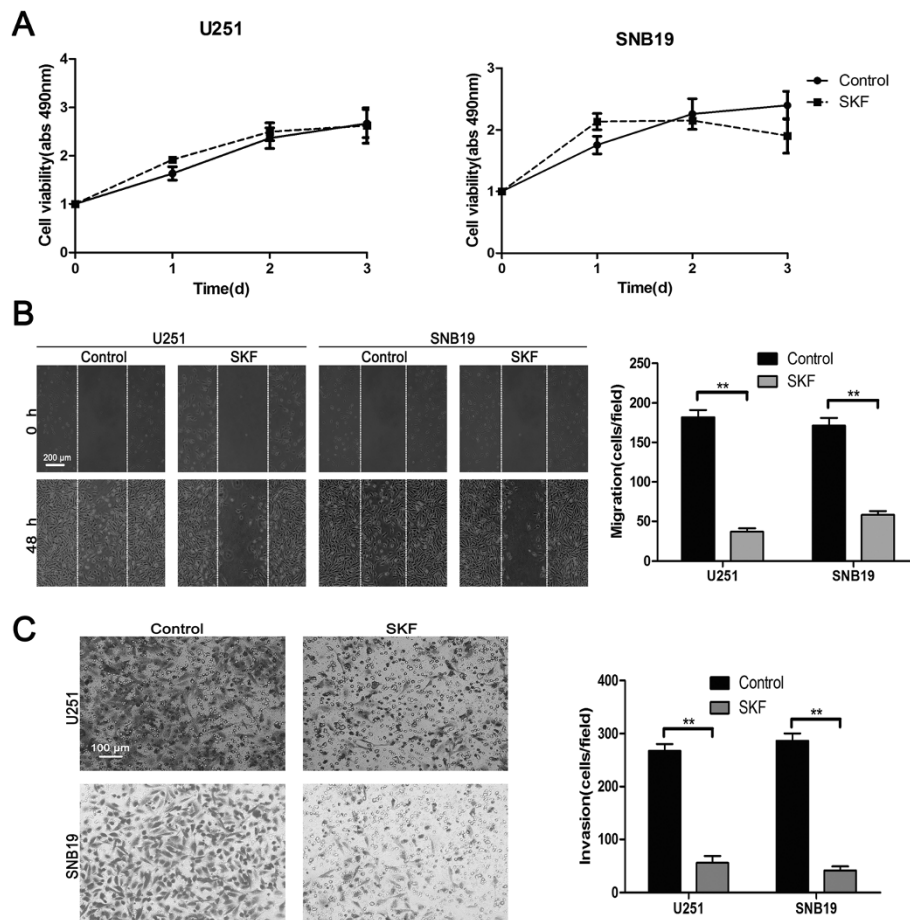 A
U251
Cell viability(abs 490nm)
4
3
2
1
0
0 1 2 3
Time(d)
SNB19
Cell viability(abs 490nm)
4
3
2
1
0
0 1 2 3
Time(d)
Control
SKF
B
U251 SNB19
Control SKF Control SKF
0 h
200 µm
48 h
Migration(cells/field)
250
200
150
100
50
0
Control
SKF
** **
U251 SNB19
C
Control SKF
U251
100 µm
SNB19
Invasion(cells/field)
400
300
200
100
0
Control
SKF
** **
U251 SNB19